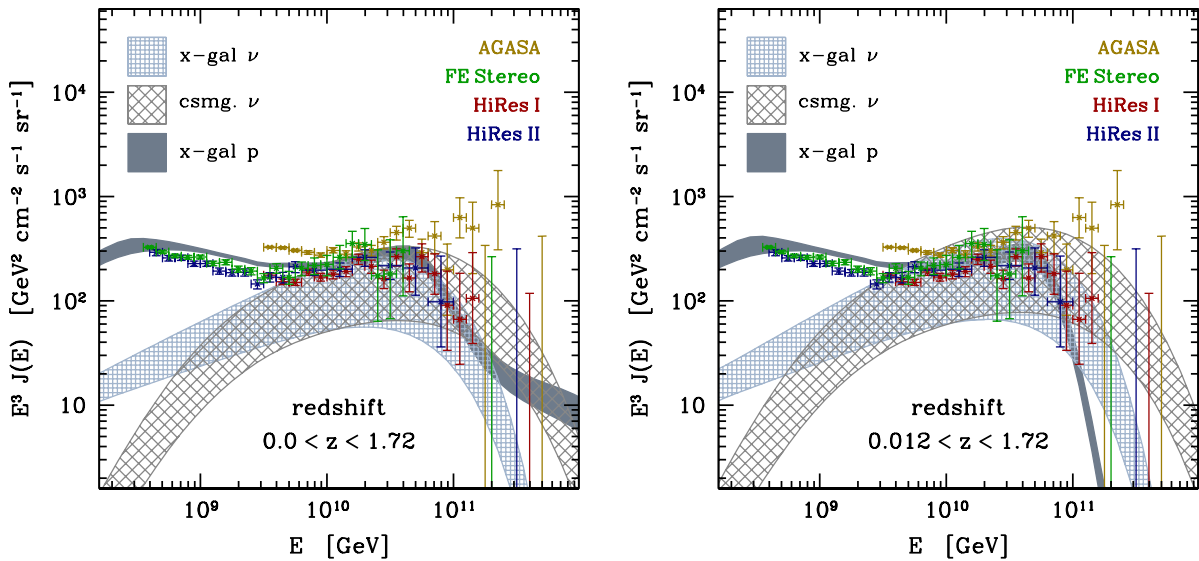 E³ J(E) [GeV² cm⁻² s⁻¹ sr⁻¹]
10⁴
10³
10²
10
x-gal ν
csmg. ν
x-gal p
AGASA
FE Stereo
HiRes I
HiRes II
redshift
0.0 < z < 1.72
10⁹
10¹⁰
10¹¹
E [GeV]
E³ J(E) [GeV² cm⁻² s⁻¹ sr⁻¹]
10⁴
10³
10²
10
x-gal ν
csmg. ν
x-gal p
AGASA
FE Stereo
HiRes I
HiRes II
redshift
0.012 < z < 1.72
10⁹
10¹⁰
10¹¹
E [GeV]